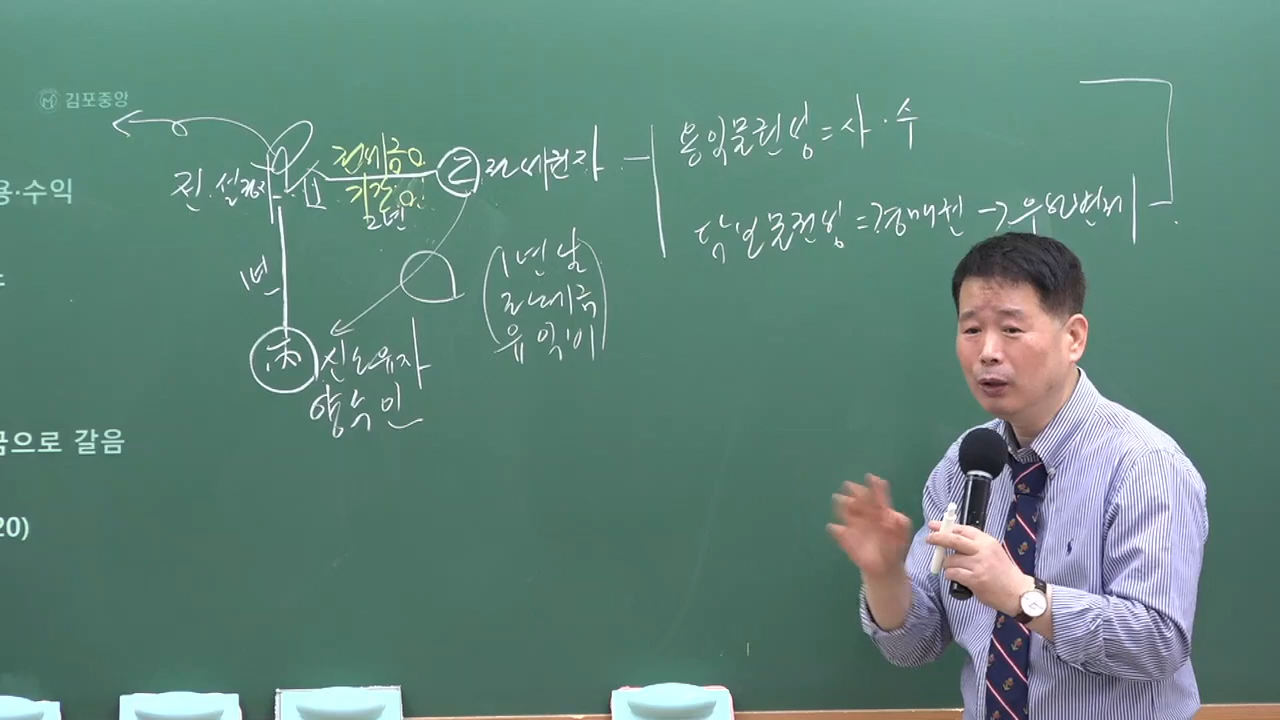 김포중앙
용·수익
금으로 갈음
20)
용익물권성=사·수
담보물권성=경매권→우선변제
전세금O.
기간O
2년
전.설정자
②전세권자
1번
1년 남
전세금
유익비
신소유자
양수인